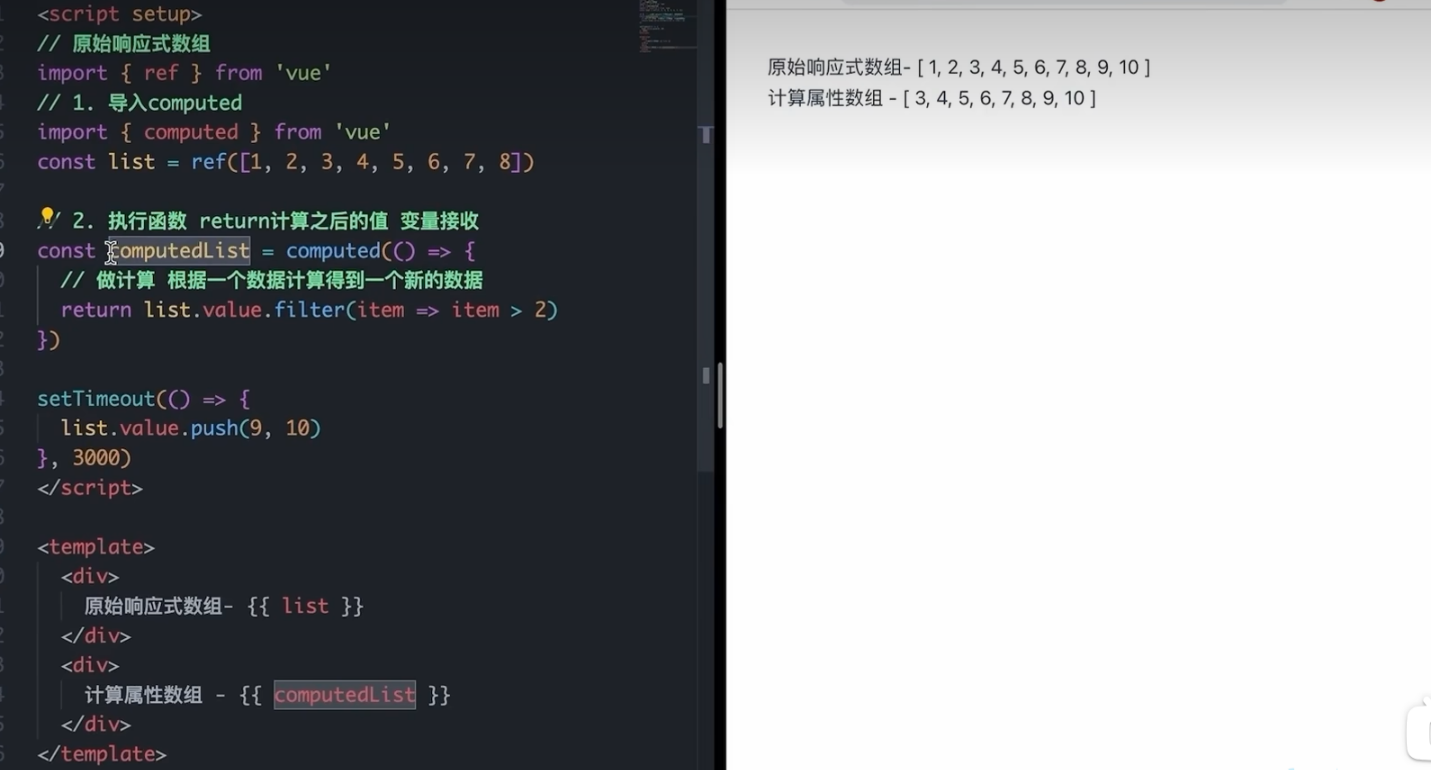 <script setup>
// 原始响应式数组
import { ref } from 'vue'
// 1. 导入computed
import { computed } from 'vue'
const list = ref([1, 2, 3, 4, 5, 6, 7, 8])
// 2. 执行函数 return计算之后的值 变量接收
const computedList = computed(() => {
// 做计算 根据一个数据计算得到一个新的数据
return list.value.filter(item => item > 2)
})
setTimeout(() => {
list.value.push(9, 10)
}, 3000)
</script>
<template>
<div>
原始响应式数组- {{ list }}
</div>
<div>
计算属性数组 - {{ computedList }}
</div>
</template>
原始响应式数组- [ 1, 2, 3, 4, 5, 6, 7, 8, 9, 10 ]
计算属性数组 - [ 3, 4, 5, 6, 7, 8, 9, 10 ]